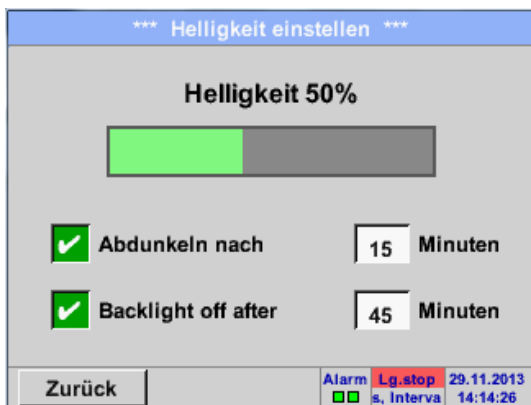 *** Helligkeit einstellen ***
Helligkeit 50%
Abdunkeln nach 15 Minuten
Backlight off after 45 Minuten
Zurück
Alarm Lg.stop 29.11.2013
s, Interva 14:14:26